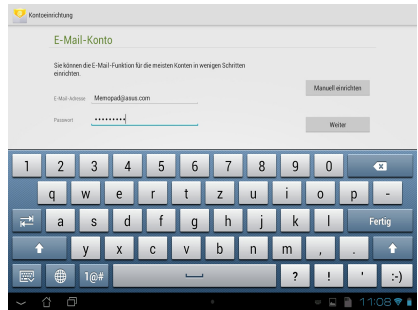 Kontoeinrichtung
E-Mail-Konto
Sie können die E-Mail-Funktion für die meisten Konten in wenigen Schritten
einrichten.
Manuell einrichten
E-Mail-Adresse Memopad@asus.com
Passwort •••••••••
Weiter
1 2 3 4 5 6 7 8 9 0
q w e r t z u i o p -
a s d f g h j k l Fertig
y x c v b n m , .
1@# ? ! ' :-)
11:08